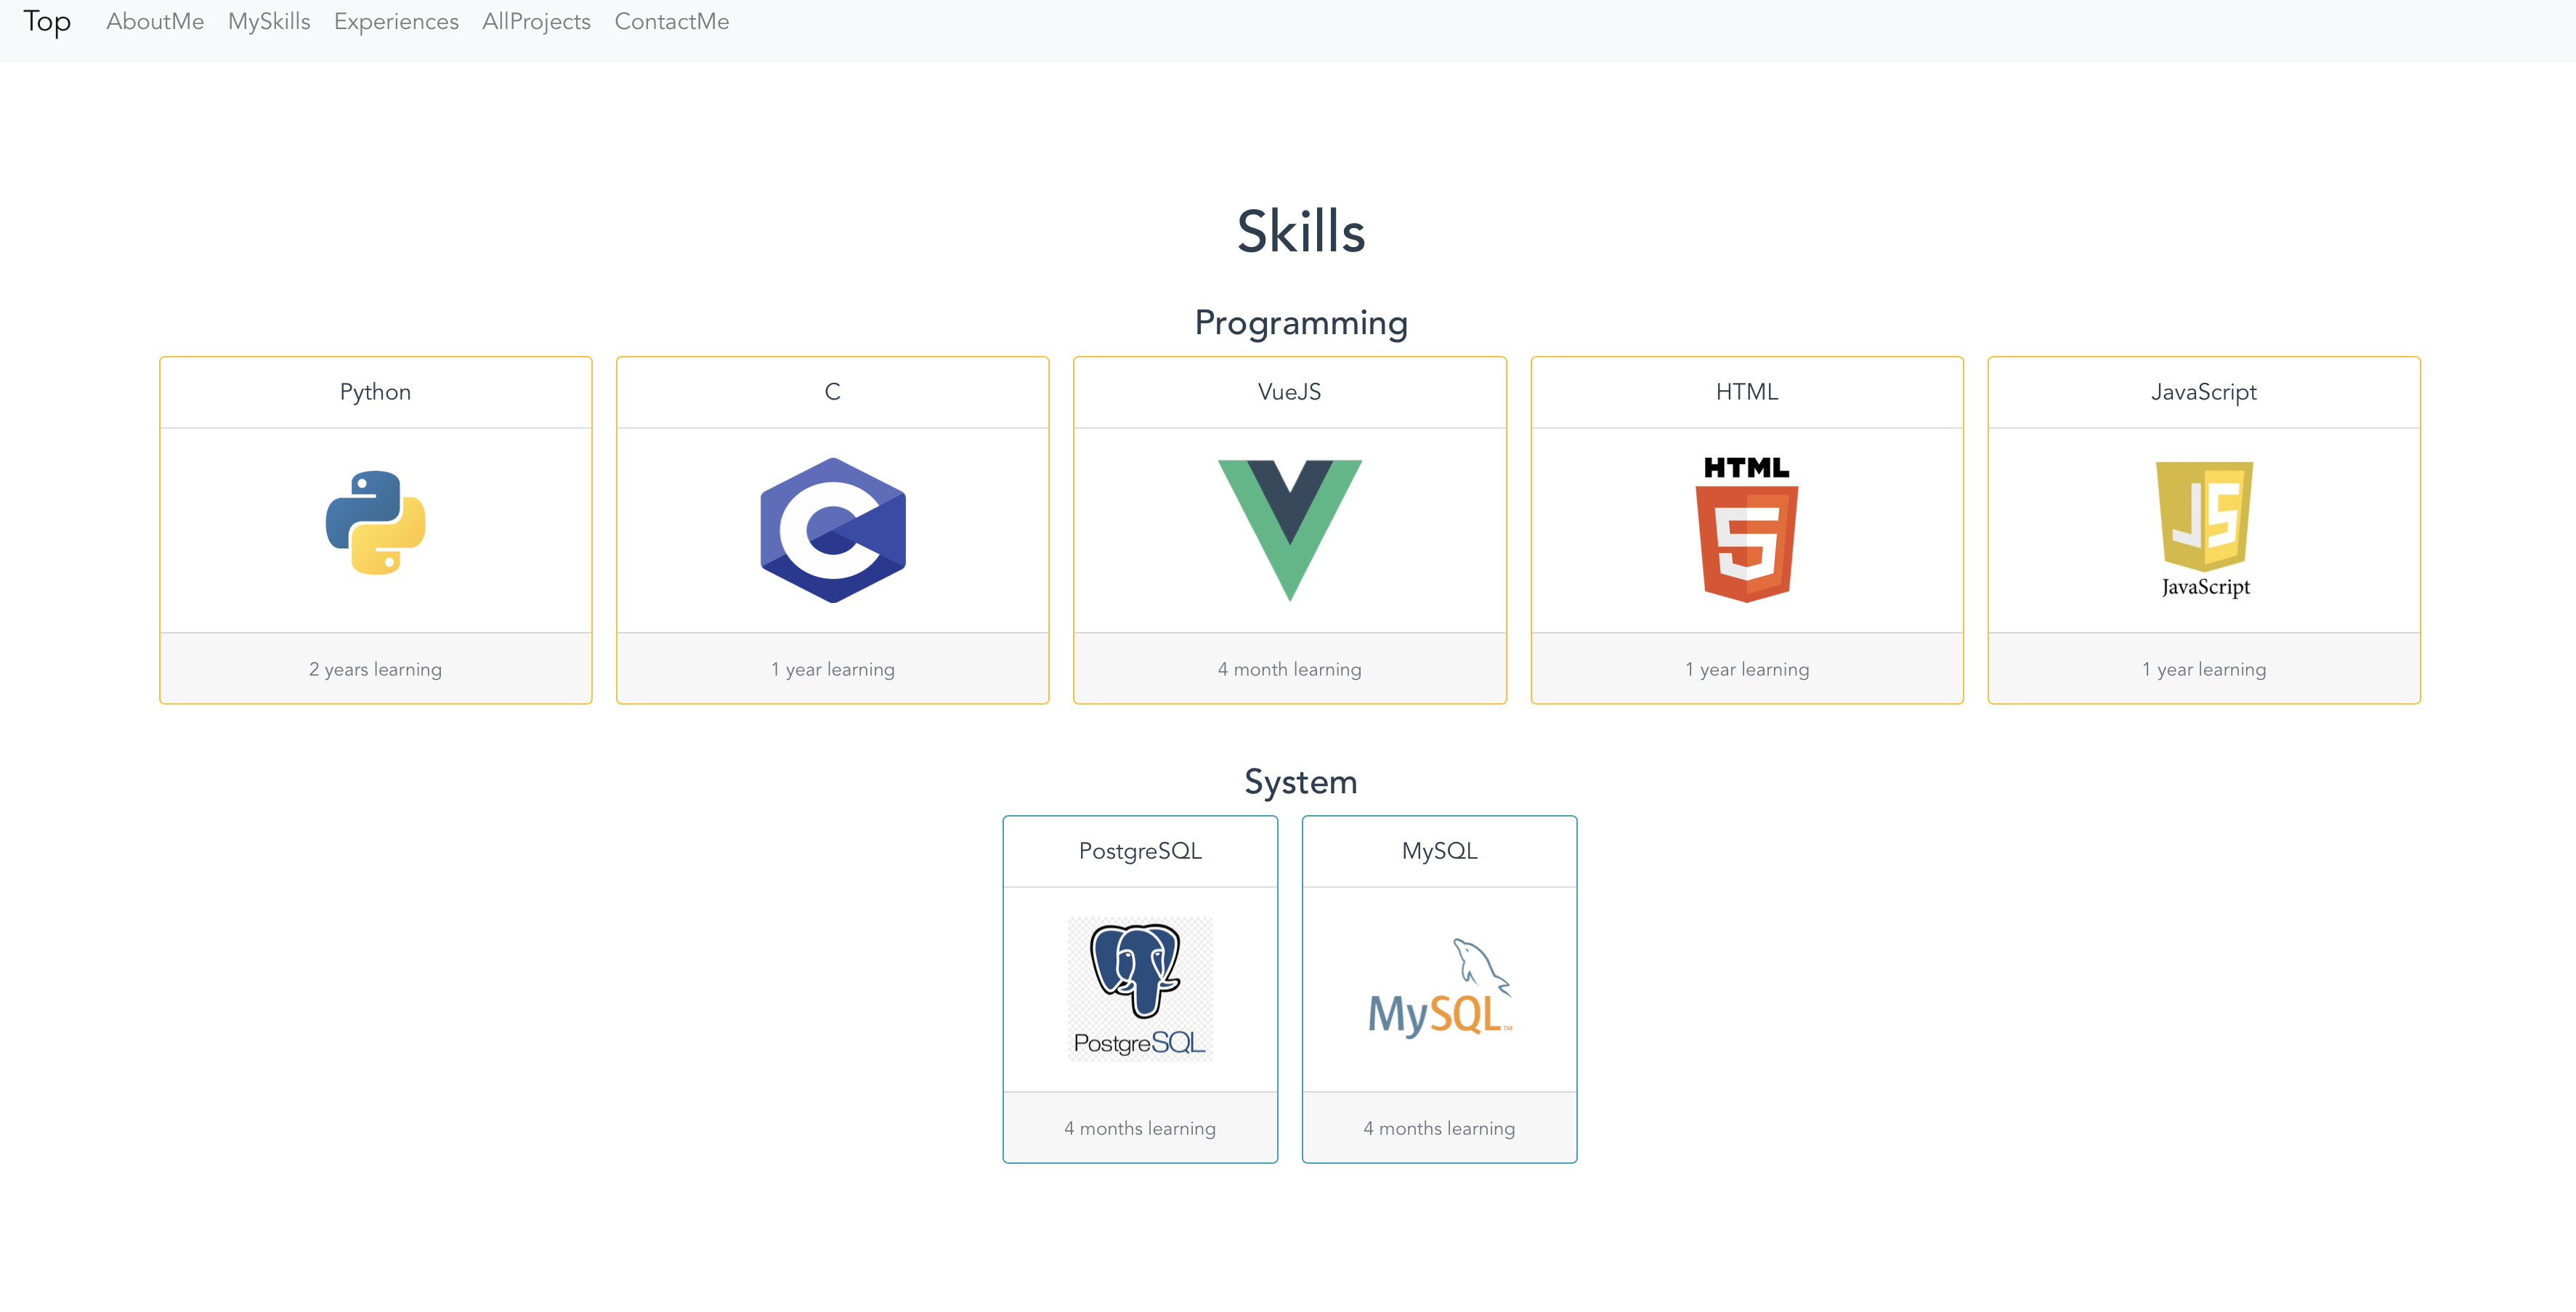 Top AboutMe MySkills Experiences AllProjects ContactMe
Skills
Programming
Python C VueJS HTML JavaScript
HTML
5
JS
JavaScript
2 years learning 1 year learning 4 month learning 1 year learning 1 year learning
System
PostgreSQL MySQL
PostgreSQL MySQL™
4 months learning 4 months learning